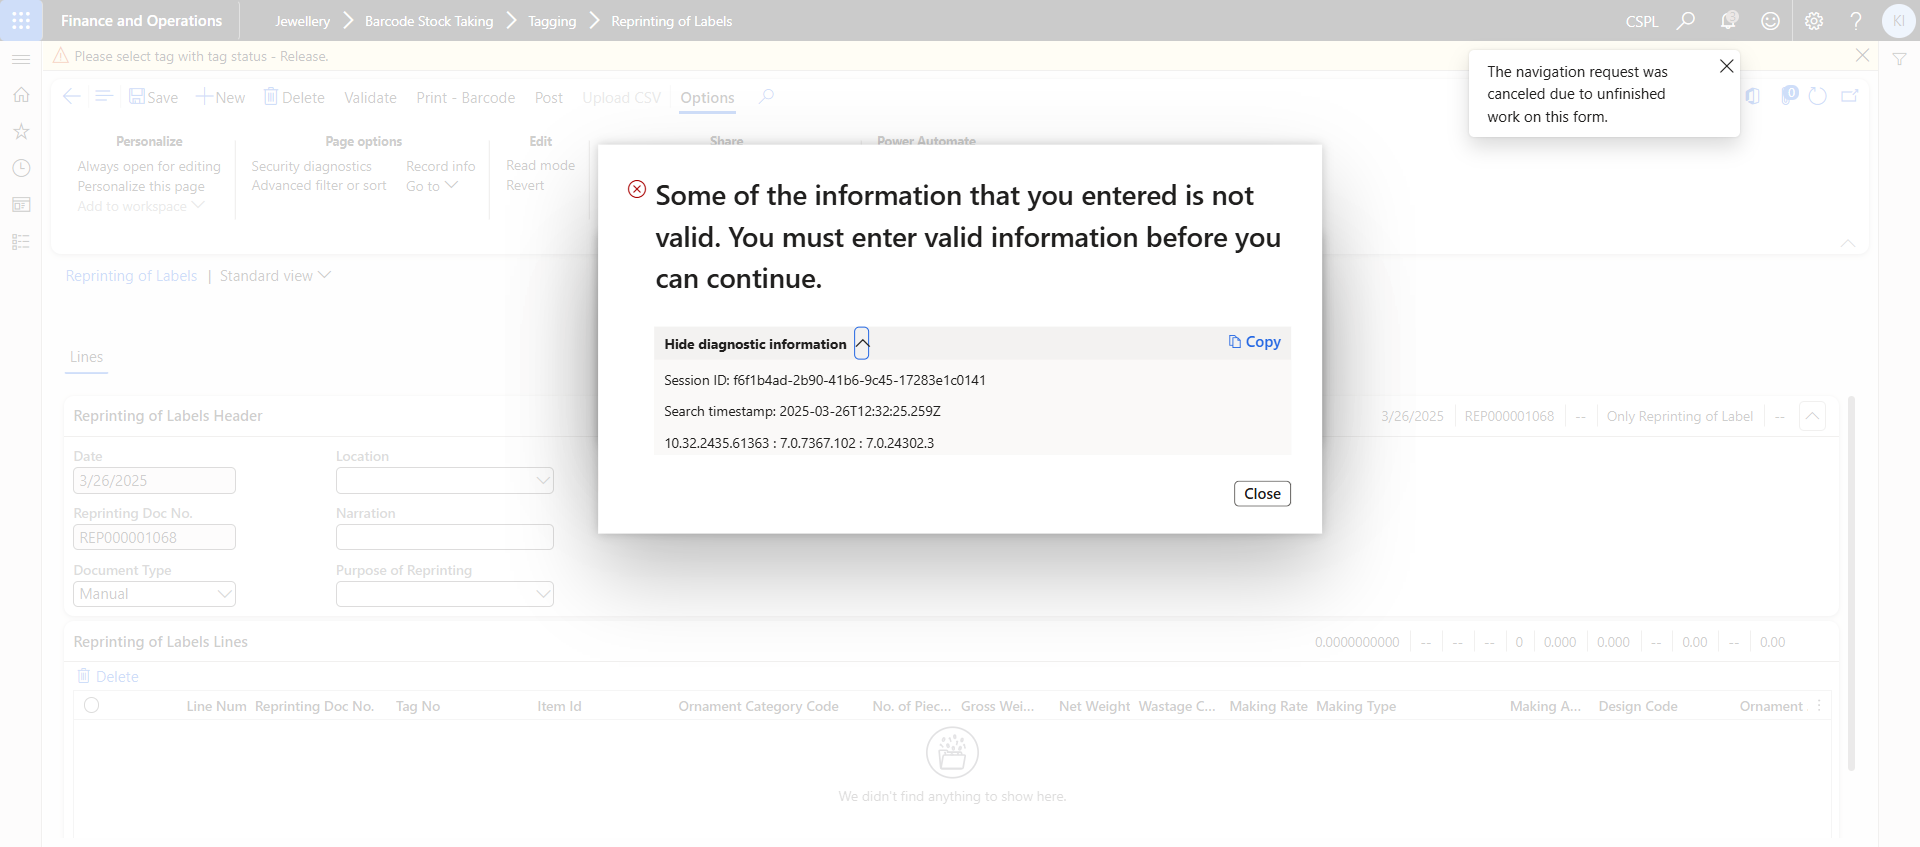 Finance and Operations
Jewellery
Barcode Stock Taking
Tagging
Reprinting of Labels
CSPL
KI
Please select tag with tag status - Release.
The navigation request was
canceled due to unfinished
work on this form.
Save
New
Delete
Validate
Print - Barcode
Post
Upload CSV
Options
0
Personalize
Always open for editing
Personalize this page
Add to workspace
Page options
Security diagnostics
Advanced filter or sort
Record info
Go to
Edit
Read mode
Revert
Share
Power Automate
Some of the information that you entered is not
valid. You must enter valid information before you
can continue.
Hide diagnostic information
Copy
Session ID: f6f1b4ad-2b90-41b6-9c45-17283e1c0141
Search timestamp: 2025-03-26T12:32:25.259Z
10.32.2435.61363 : 7.0.7367.102 : 7.0.24302.3
Close
Reprinting of Labels | Standard view
Lines
Reprinting of Labels Header
3/26/2025
REP000001068
--
Only Reprinting of Label
--
Date
3/26/2025
Reprinting Doc No.
REP000001068
Document Type
Manual
Location
Narration
Purpose of Reprinting
Reprinting of Labels Lines
0.0000000000 -- -- -- 0 0.000 0.000 -- 0.00 -- 0.00
Delete
Line Num Reprinting Doc No. Tag No Item Id Ornament Category Code No. of Piec... Gross Wei... Net Weight Wastage C... Making Rate Making Type Making A... Design Code Ornament
We didn't find anything to show here.